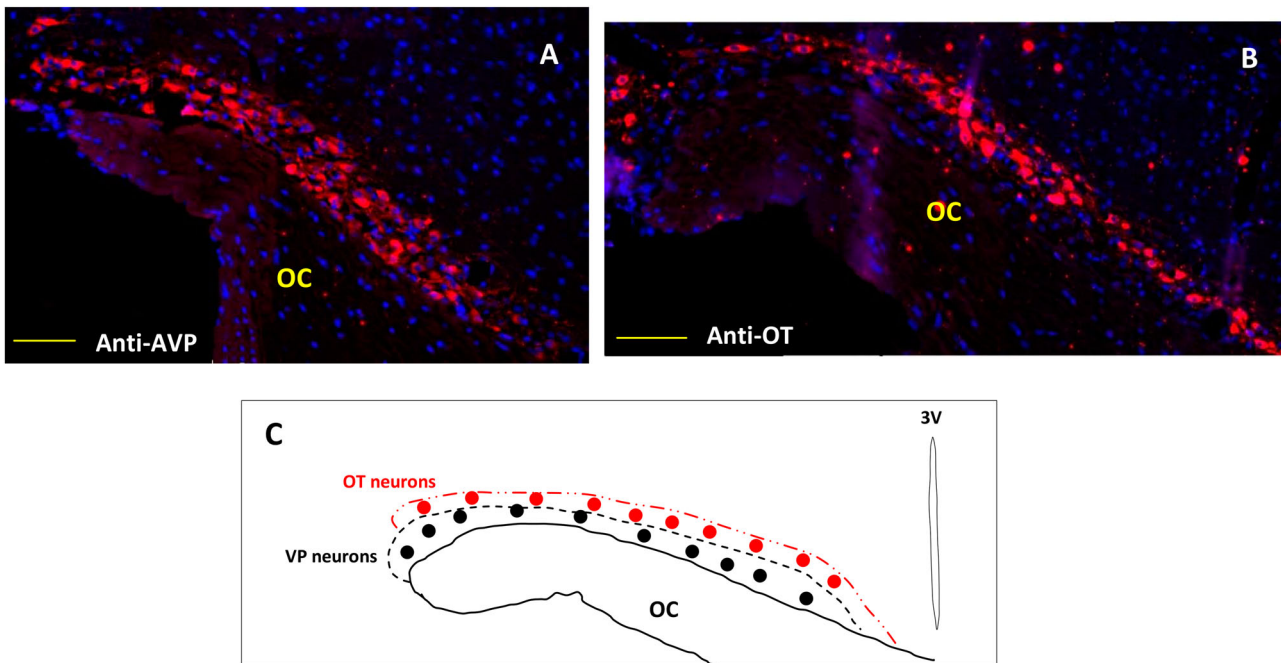 A
OC
Anti-AVP
B
OC
Anti-OT
C
3V
OT neurons
VP neurons
OC